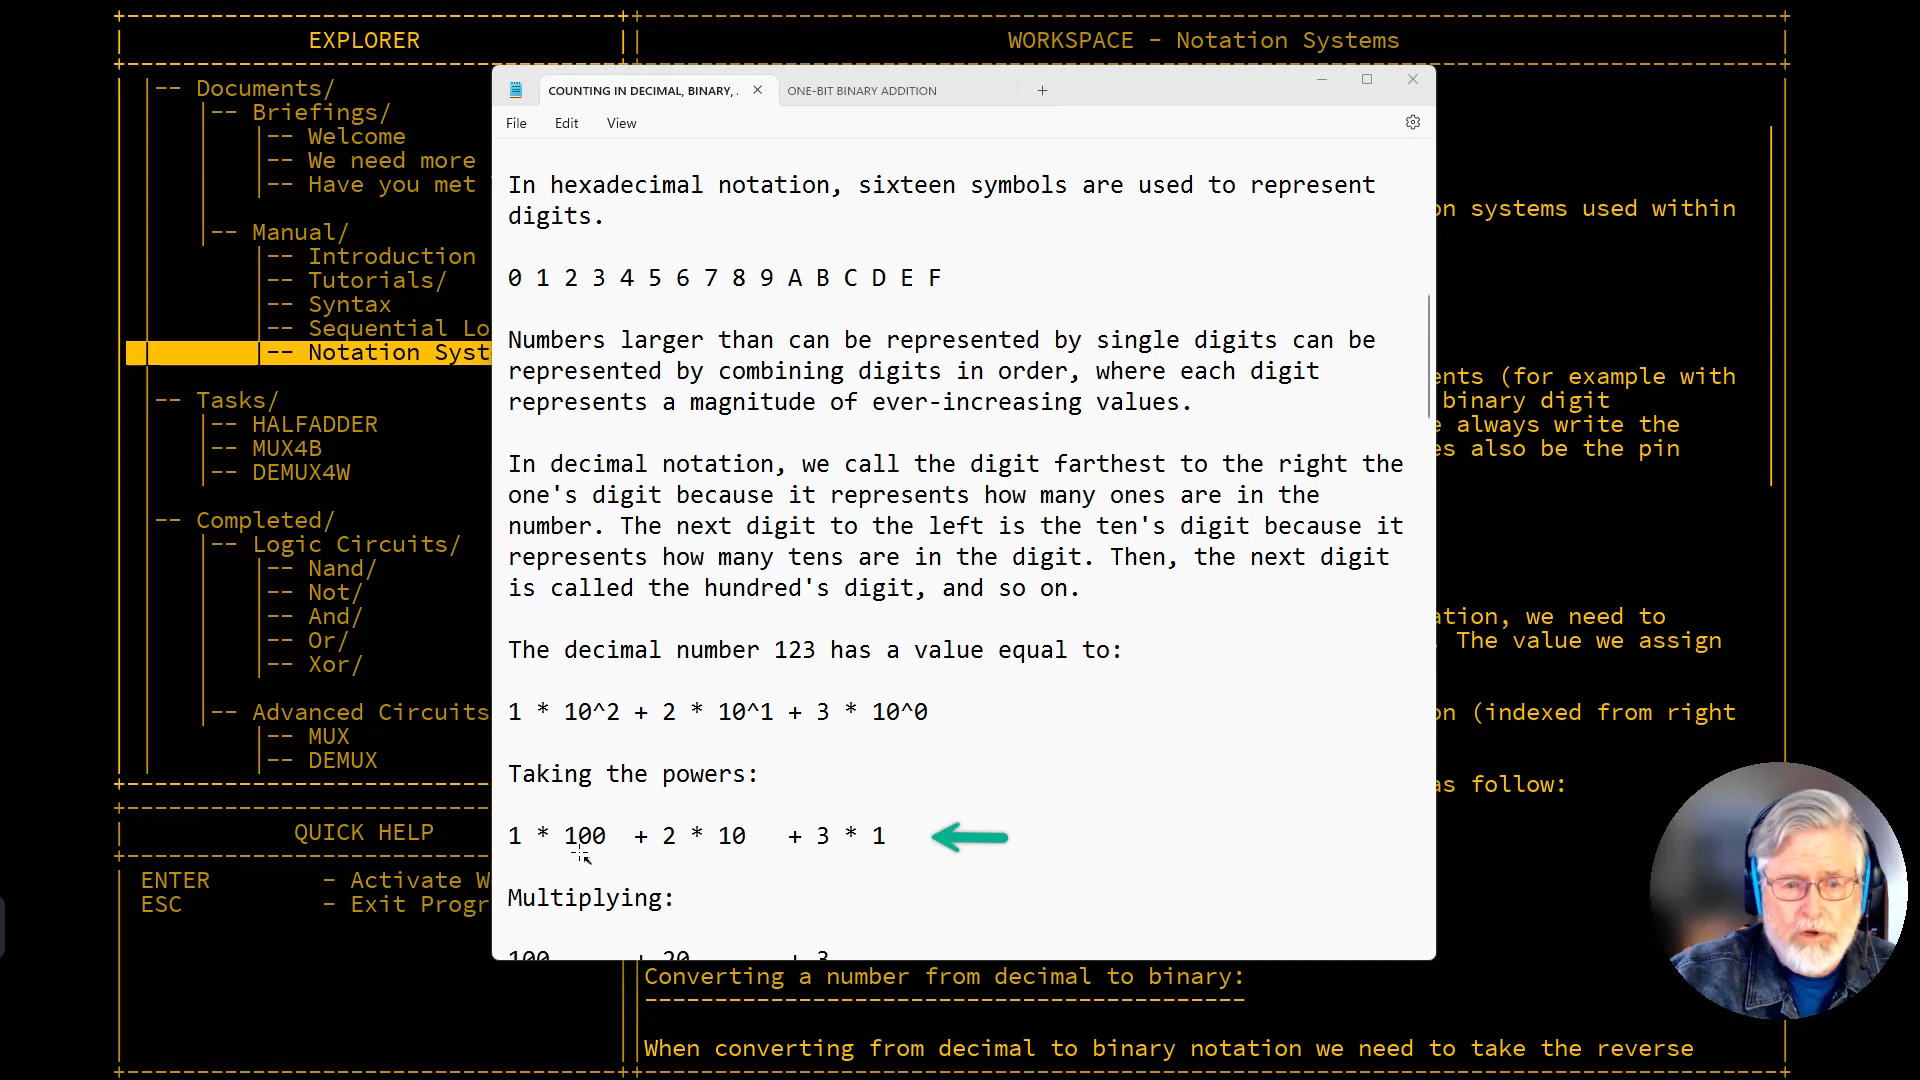 EXPLORER
WORKSPACE - Notation Systems
-- Documents/
|-- Briefings/
|-- Welcome
|-- We need more
|-- Have you met
|-- Manual/
|-- Introduction
|-- Tutorials/
|-- Syntax
|-- Sequential Lo
|-- Notation Syst
-- Tasks/
|-- HALFADDER
|-- MUX4B
|-- DEMUX4W
-- Completed/
|-- Logic Circuits/
|-- Nand/
|-- Not/
|-- And/
|-- Or/
|-- Xor/
|-- Advanced Circuits
|-- MUX
|-- DEMUX
QUICK HELP
ENTER - Activate W
ESC - Exit Progr
COUNTING IN DECIMAL, BINARY, .
ONE-BIT BINARY ADDITION
File Edit View
In hexadecimal notation, sixteen symbols are used to represent
digits.
0 1 2 3 4 5 6 7 8 9 A B C D E F
Numbers larger than can be represented by single digits can be
represented by combining digits in order, where each digit
represents a magnitude of ever-increasing values.
In decimal notation, we call the digit farthest to the right the
one's digit because it represents how many ones are in the
number. The next digit to the left is the ten's digit because it
represents how many tens are in the digit. Then, the next digit
is called the hundred's digit, and so on.
The decimal number 123 has a value equal to:
1 * 10^2 + 2 * 10^1 + 3 * 10^0
Taking the powers:
1 * 100 + 2 * 10 + 3 * 1
Multiplying:
100 + 20 + 3
on systems used within
ents (for example with
binary digit
e always write the
es also be the pin
ation, we need to
. The value we assign
on (indexed from right
as follow:
Converting a number from decimal to binary:
-------------------------------------------
When converting from decimal to binary notation we need to take the reverse